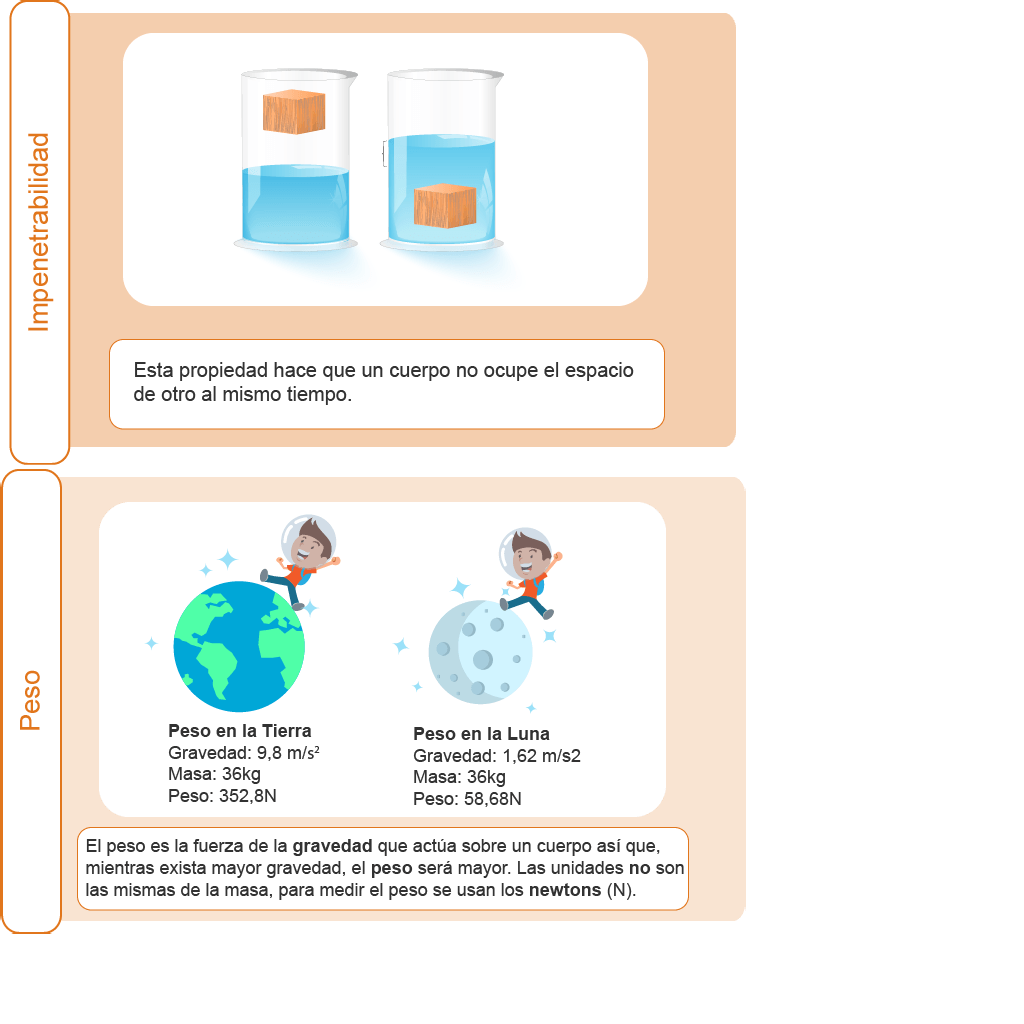 Impenetrabilidad
Esta propiedad hace que un cuerpo no ocupe el espacio
de otro al mismo tiempo.
Peso
Peso en la Tierra
Gravedad: 9,8 m/s²
Masa: 36kg
Peso: 352,8N
Peso en la Luna
Gravedad: 1,62 m/s2
Masa: 36kg
Peso: 58,68N
El peso es la fuerza de la gravedad que actúa sobre un cuerpo así que,
mientras exista mayor gravedad, el peso será mayor. Las unidades no son
las mismas de la masa, para medir el peso se usan los newtons (N).